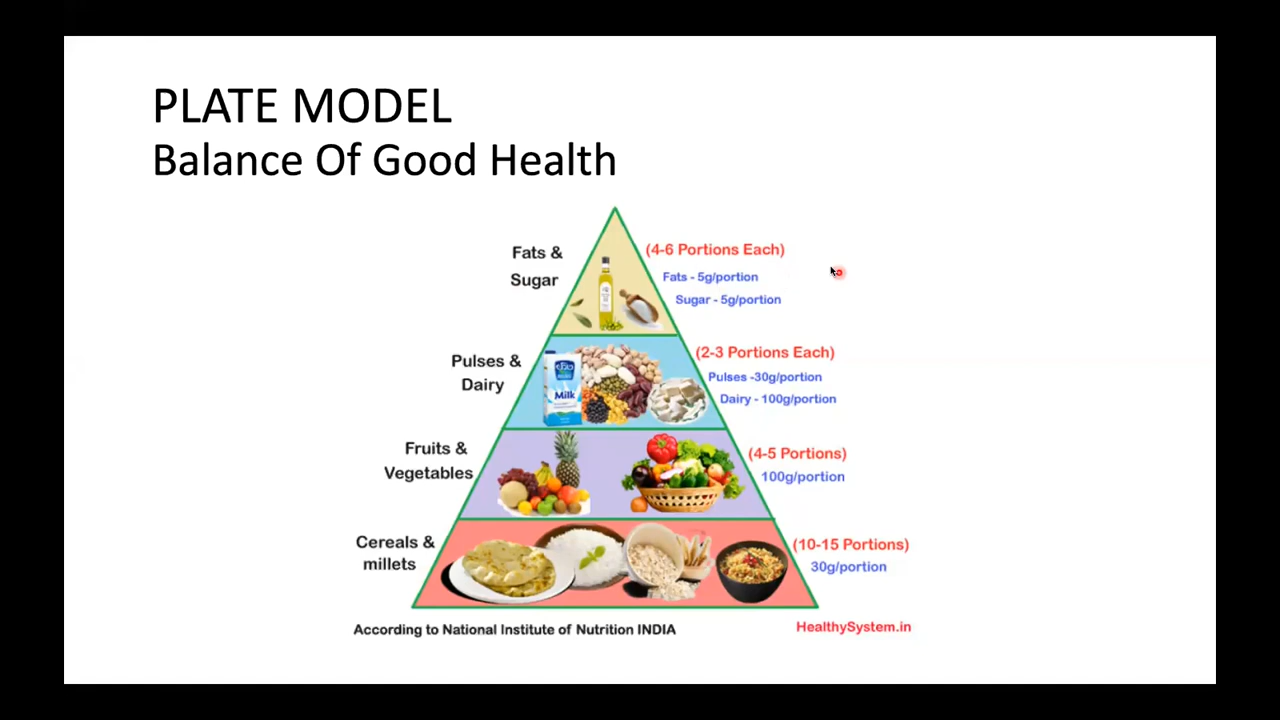 PLATE MODEL
Balance Of Good Health
Fats &
Sugar
(4-6 Portions Each)
Fats - 5g/portion
Sugar - 5g/portion
Pulses &
Dairy
Milk
(2-3 Portions Each)
Pulses -30g/portion
Dairy - 100g/portion
Fruits &
Vegetables
(4-5 Portions)
100g/portion
Cereals &
millets
(10-15 Portions)
30g/portion
According to National Institute of Nutrition INDIA
HealthySystem.in